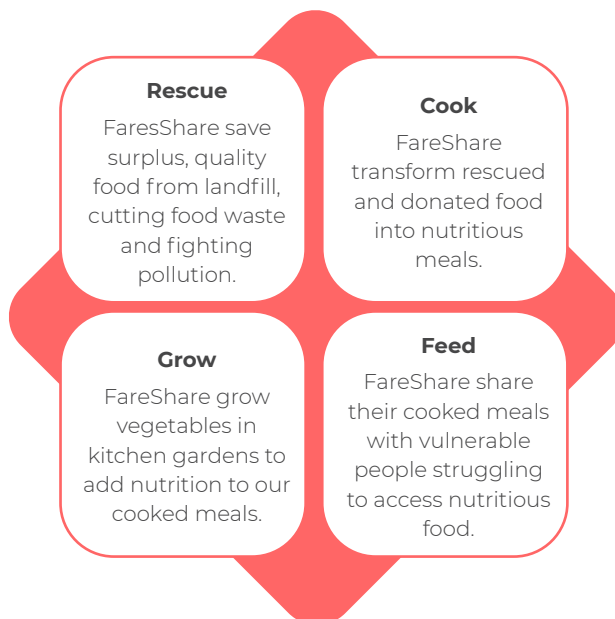 Rescue
FaresShare save
surplus, quality
food from landfill,
cutting food waste
and fighting
pollution.
Cook
FareShare
transform rescued
and donated food
into nutritious
meals.
Grow
FareShare grow
vegetables in
kitchen gardens to
add nutrition to our
cooked meals.
Feed
FareShare share
their cooked meals
with vulnerable
people struggling
to access nutritious
food.